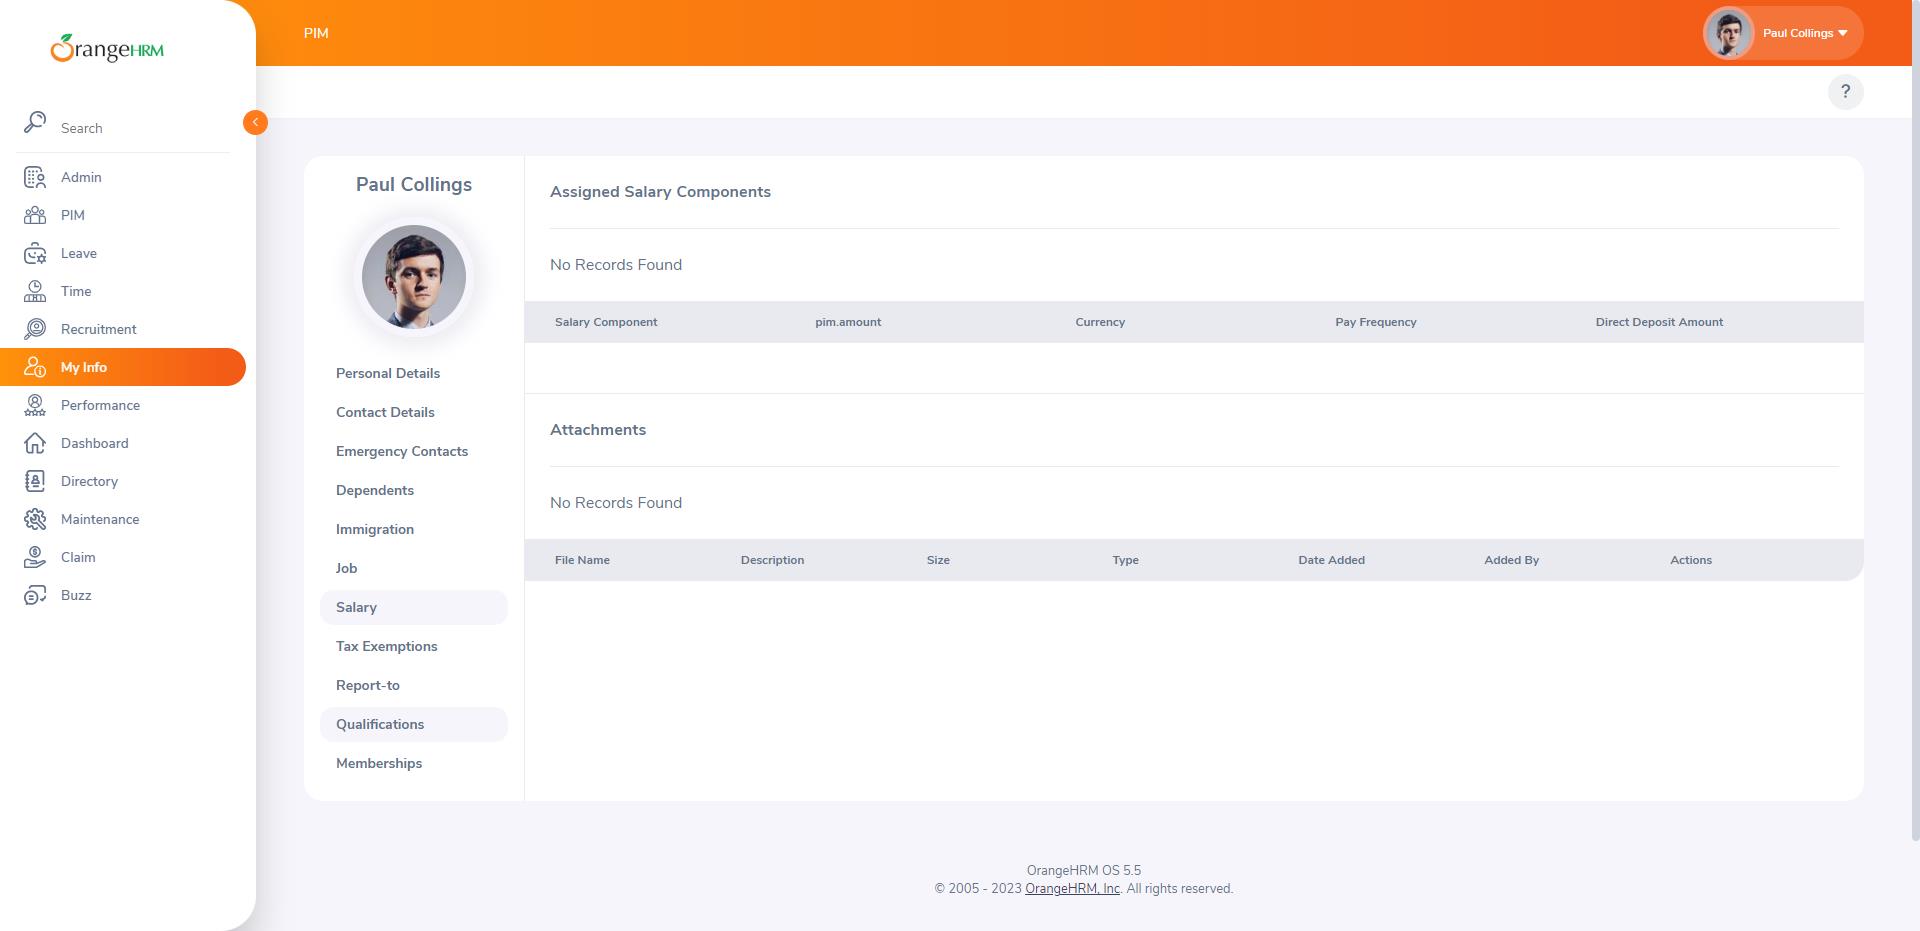 OrangeHRM
Search
Admin
PIM
Leave
Time
Recruitment
My Info
Performance
Dashboard
Directory
Maintenance
Claim
Buzz
PIM
Paul Collings
?
Paul Collings
Personal Details
Contact Details
Emergency Contacts
Dependents
Immigration
Job
Salary
Tax Exemptions
Report-to
Qualifications
Memberships
Assigned Salary Components
No Records Found
Salary Component pim.amount Currency Pay Frequency Direct Deposit Amount
Attachments
No Records Found
File Name Description Size Type Date Added Added By Actions
OrangeHRM OS 5.5
© 2005 - 2023 OrangeHRM, Inc. All rights reserved.